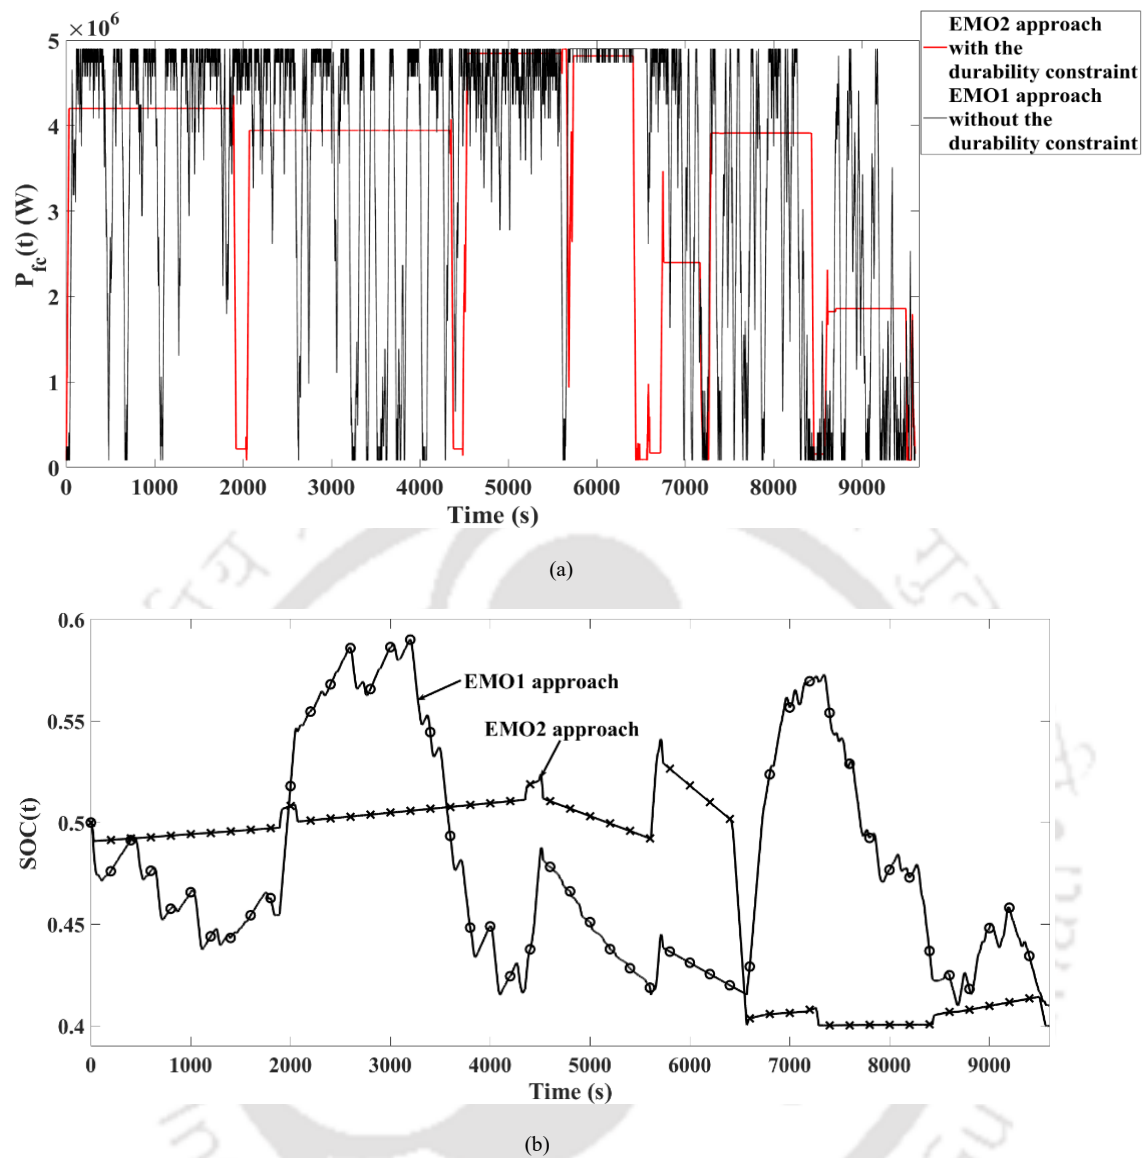 ×10^6
5
4
3
2
1
0
P_fc(t) (W)
0 1000 2000 3000 4000 5000 6000 7000 8000 9000
Time (s)
EMO2 approach
with the
durability constraint
EMO1 approach
without the
durability constraint
(a)
0.6
0.55
0.5
0.45
0.4
SOC(t)
EMO1 approach
EMO2 approach
0 1000 2000 3000 4000 5000 6000 7000 8000 9000
Time (s)
(b)